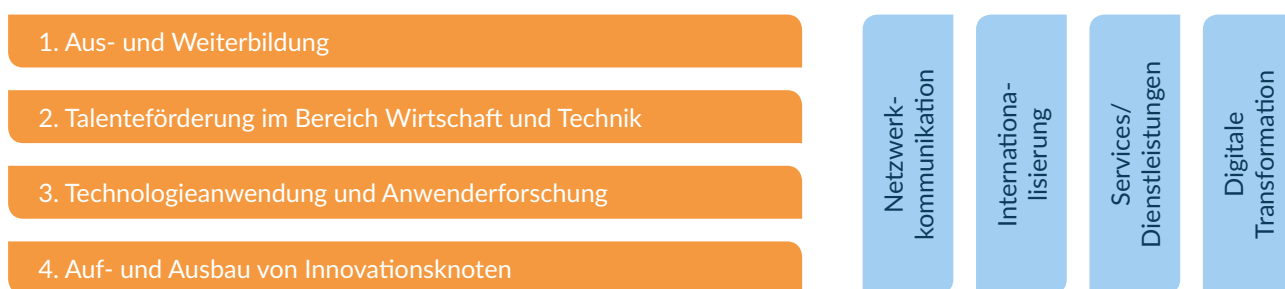 1. Aus- und Weiterbildung
2. Talenteförderung im Bereich Wirtschaft und Technik
3. Technologieanwendung und Anwenderforschung
4. Auf- und Ausbau von Innovationsknoten
Netzwerk-
kommunikation
Internationa-
lisierung
Services/
Dienstleistungen
Digitale
Transformation